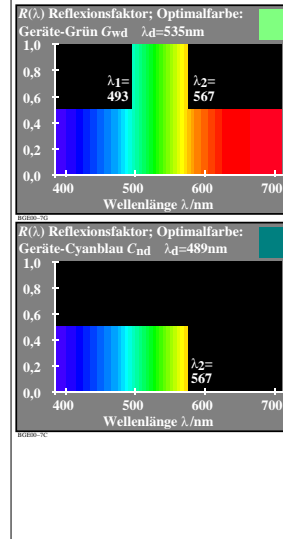 R(λ) Reflexionsfaktor; Optimalfarbe:
Geräte-Grün Gwd λd=535nm
1,0
0,8
0,6
0,4
0,2
0,0
λ1=
493
λ2=
567
400 500 600 700
Wellenlänge λ/nm
BGE00-7G
R(λ) Reflexionsfaktor; Optimalfarbe:
Geräte-Cyanblau Cnd λd=489nm
1,0
0,8
0,6
0,4
0,2
0,0
λ2=
567
400 500 600 700
Wellenlänge λ/nm